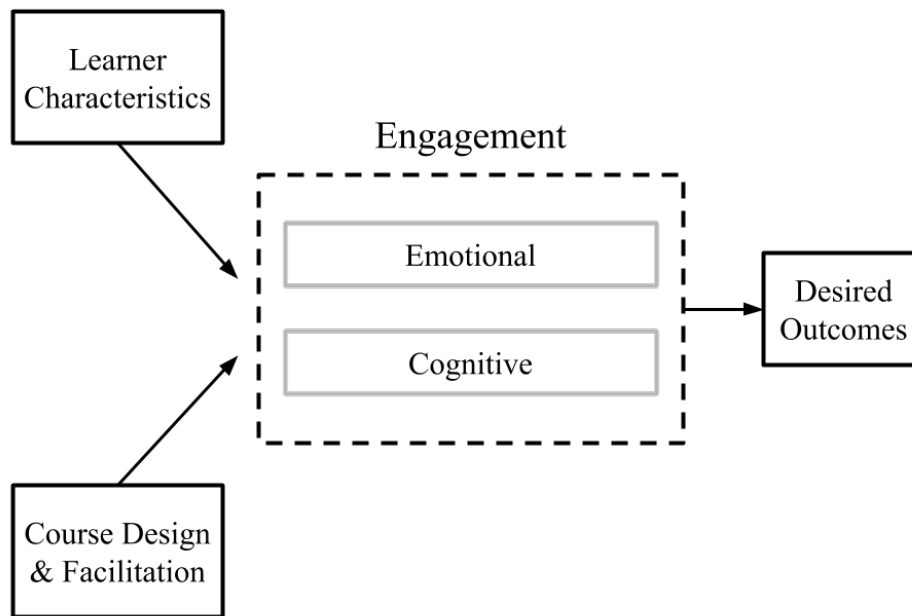 Learner
Characteristics
Engagement
Emotional
Cognitive
Desired
Outcomes
Course Design
& Facilitation